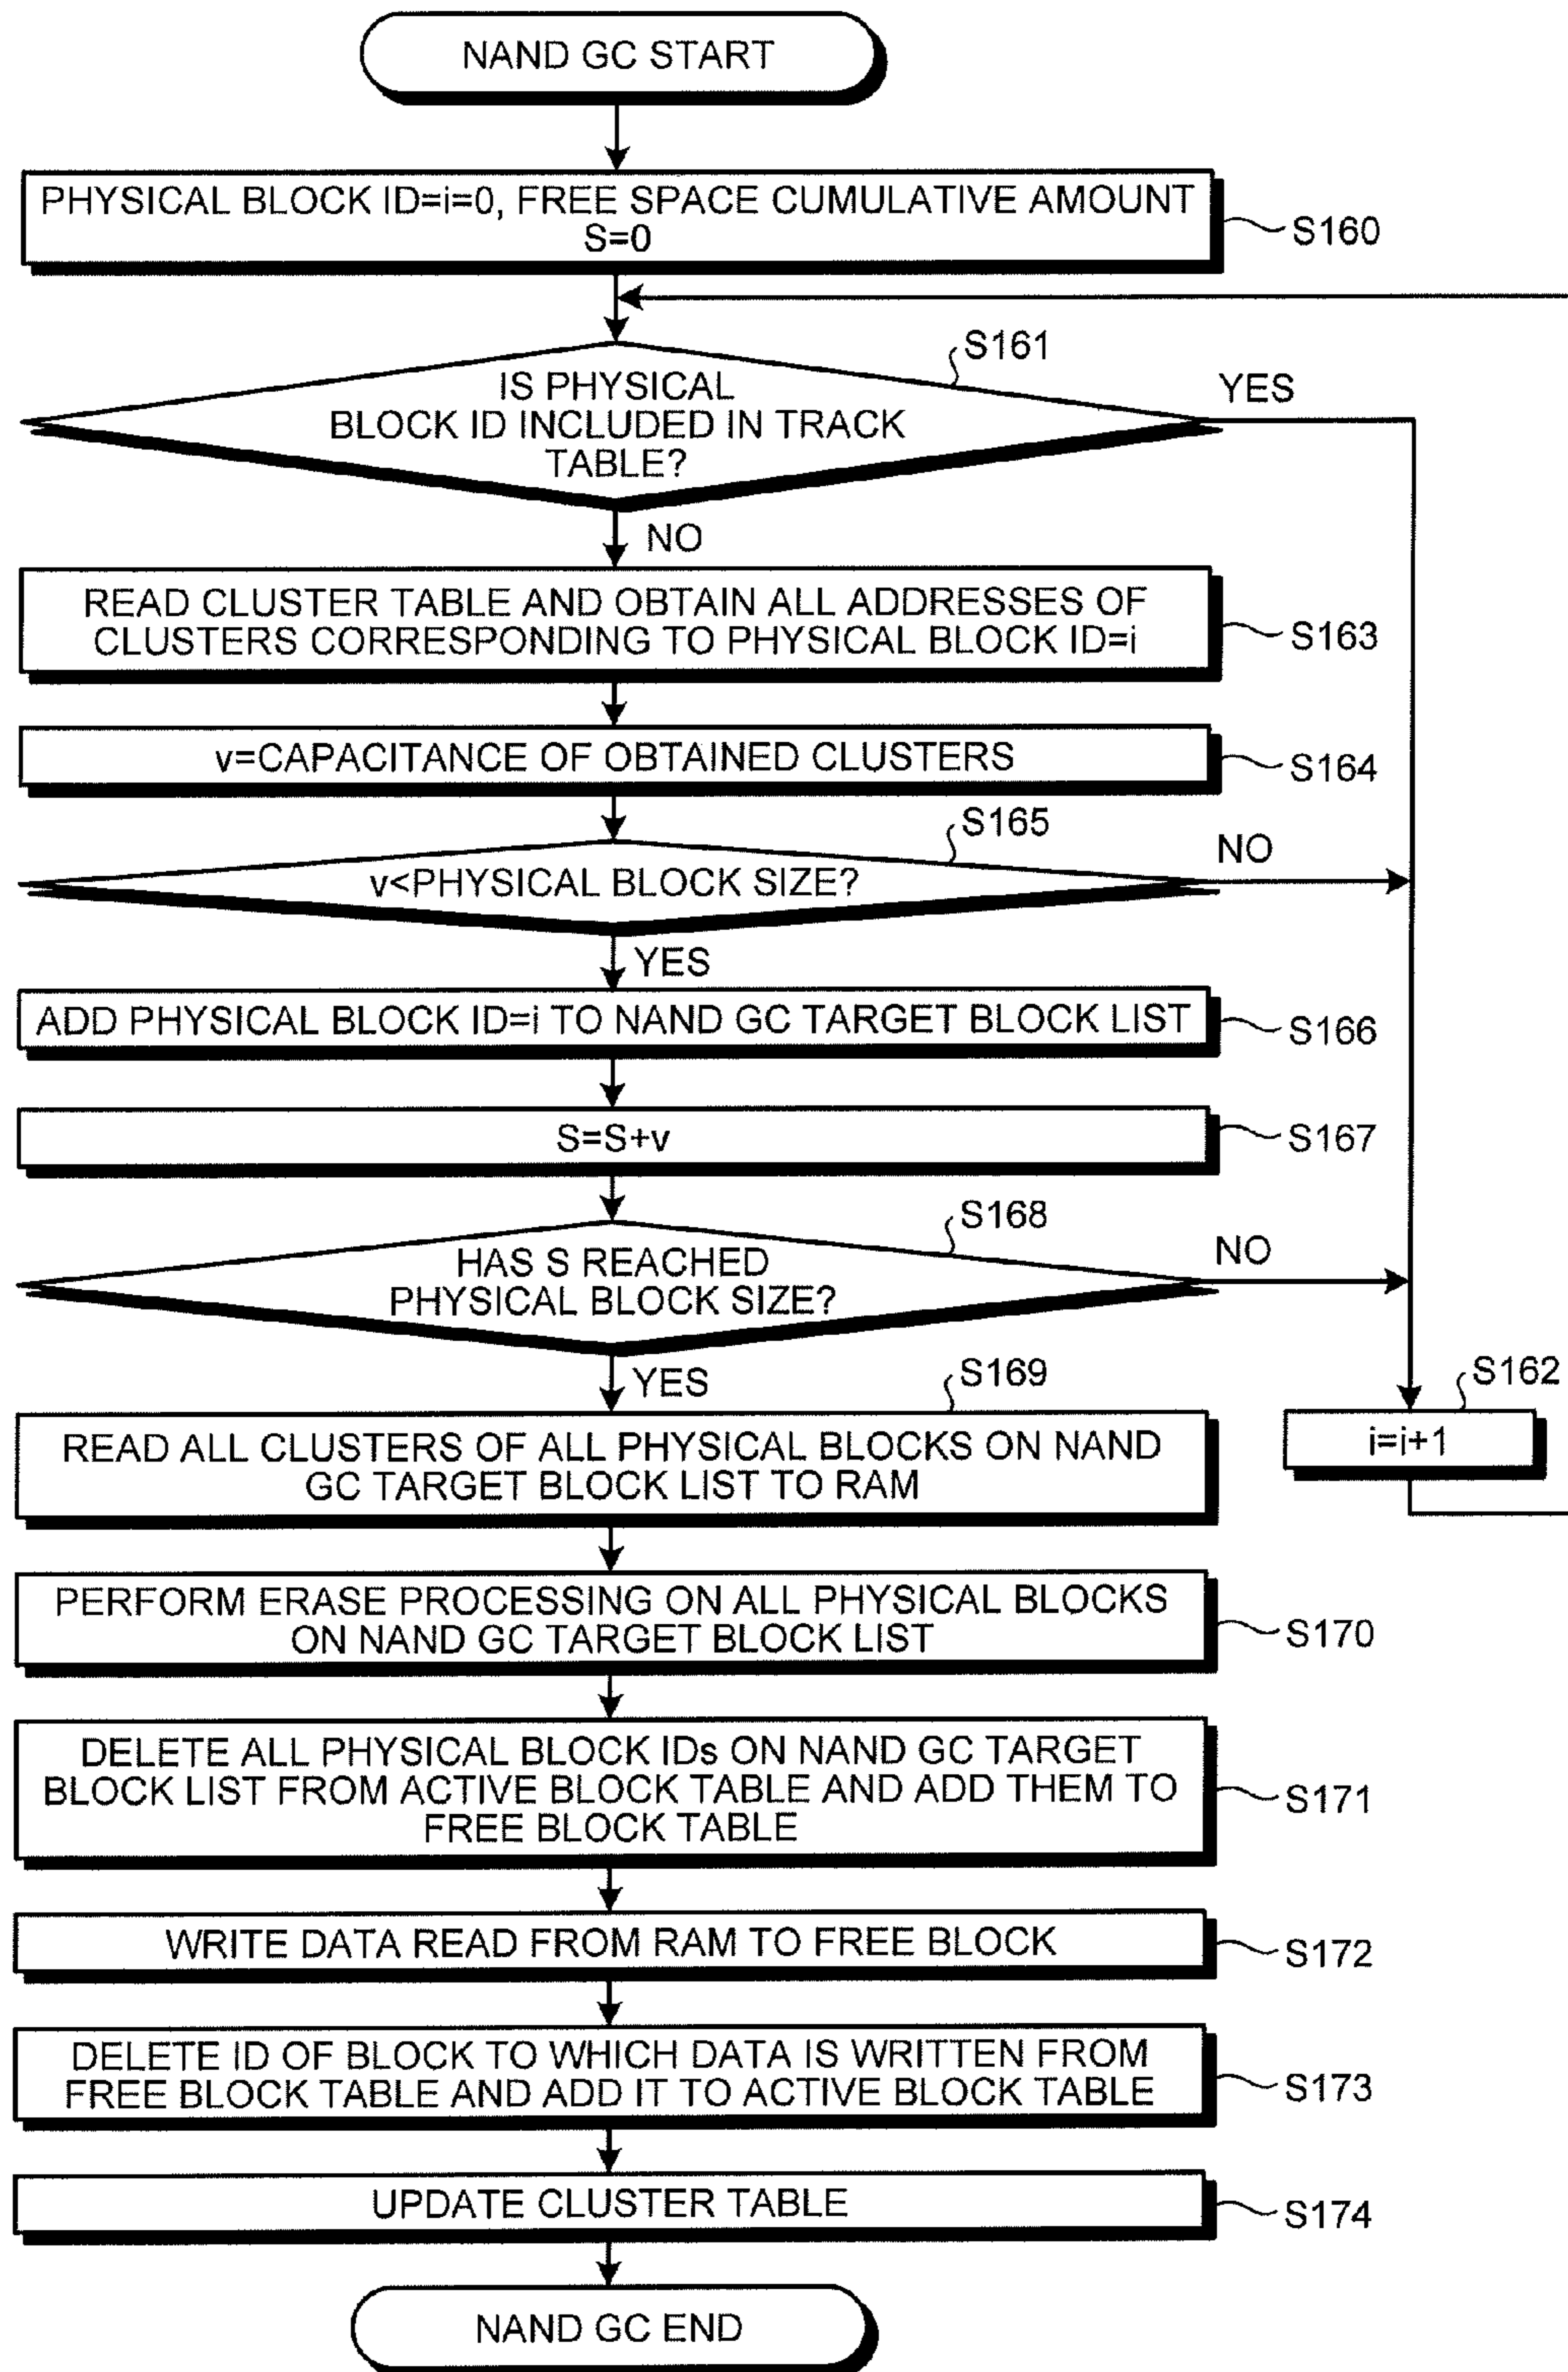 NAND GC START
PHYSICAL BLOCK ID=i=0, FREE SPACE CUMULATIVE AMOUNT
S=0
S160
S161
IS PHYSICAL
BLOCK ID INCLUDED IN TRACK
TABLE?
YES
NO
READ CLUSTER TABLE AND OBTAIN ALL ADDRESSES OF
CLUSTERS CORRESPONDING TO PHYSICAL BLOCK ID=i
S163
v=CAPACITANCE OF OBTAINED CLUSTERS
S164
S165
v<PHYSICAL BLOCK SIZE?
NO
YES
ADD PHYSICAL BLOCK ID=i TO NAND GC TARGET BLOCK LIST
S166
S=S+v
S167
S168
HAS S REACHED
PHYSICAL BLOCK SIZE?
NO
YES
S169
S162
READ ALL CLUSTERS OF ALL PHYSICAL BLOCKS ON NAND
GC TARGET BLOCK LIST TO RAM
i=i+1
PERFORM ERASE PROCESSING ON ALL PHYSICAL BLOCKS
ON NAND GC TARGET BLOCK LIST
S170
DELETE ALL PHYSICAL BLOCK IDs ON NAND GC TARGET
BLOCK LIST FROM ACTIVE BLOCK TABLE AND ADD THEM TO
FREE BLOCK TABLE
S171
WRITE DATA READ FROM RAM TO FREE BLOCK
S172
DELETE ID OF BLOCK TO WHICH DATA IS WRITTEN FROM
FREE BLOCK TABLE AND ADD IT TO ACTIVE BLOCK TABLE
S173
UPDATE CLUSTER TABLE
S174
NAND GC END